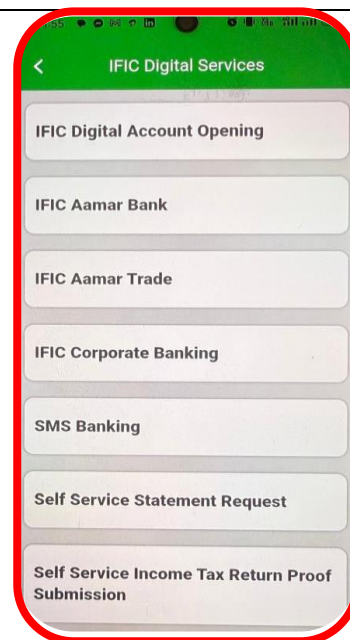 IFIC Digital Services
IFIC Digital Account Opening
IFIC Aamar Bank
IFIC Aamar Trade
IFIC Corporate Banking
SMS Banking
Self Service Statement Request
Self Service Income Tax Return Proof
Submission